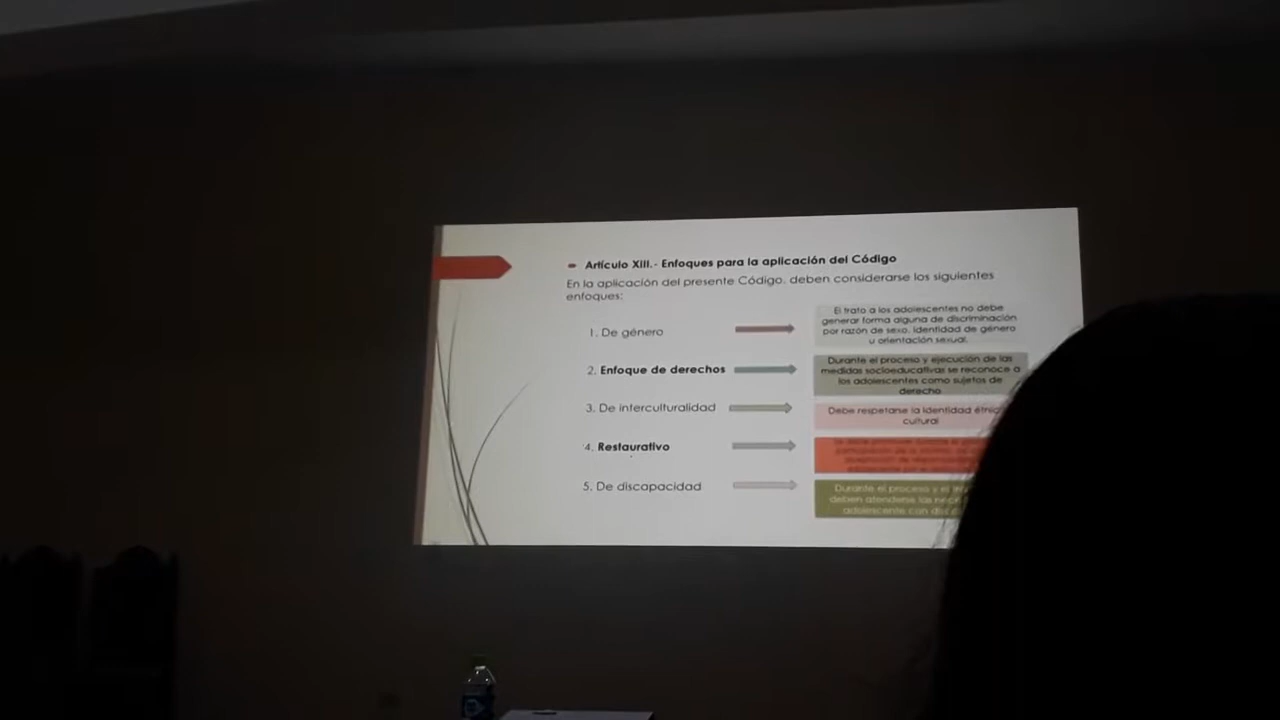 Artículo XIII.- Enfoques para la aplicación del Código
En la aplicación del presente Código, deben considerarse los siguientes
enfoques:
1. De género
El trato a los adolescentes no debe
generar forma alguna de discriminación
por razón de sexo, identidad de género
u orientación sexual.
2. Enfoque de derechos
Durante el proceso y ejecución de las
medidas socioeducativas se reconoce a
los adolescentes como sujetos de
derecho
3. De interculturalidad
Debe respetarse la identidad
cultural
4. Restaurativo
5. De discapacidad
Durante el proceso y el
deben atenderse las
adolescente con